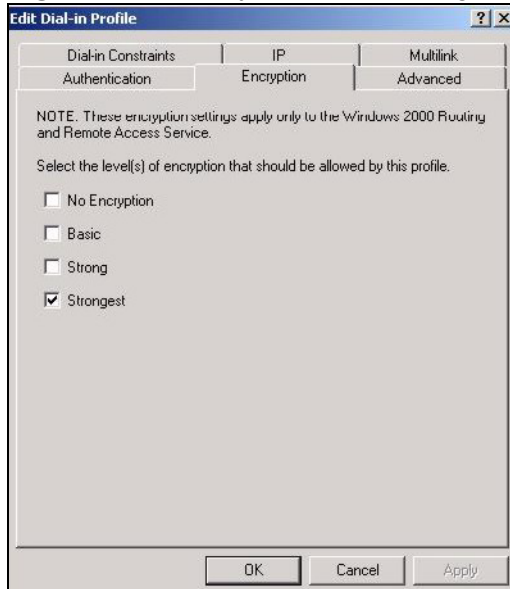 Edit Dial-in Profile
Dial-in Constraints IP Multilink
Authentication Encryption Advanced
NOTE. These encryption settings apply only to the Windows 2000 Routing
and Remote Access Service.
Select the level(s) of encryption that should be allowed by this profile.
No Encryption
Basic
Strong
Strongest
OK Cancel Apply